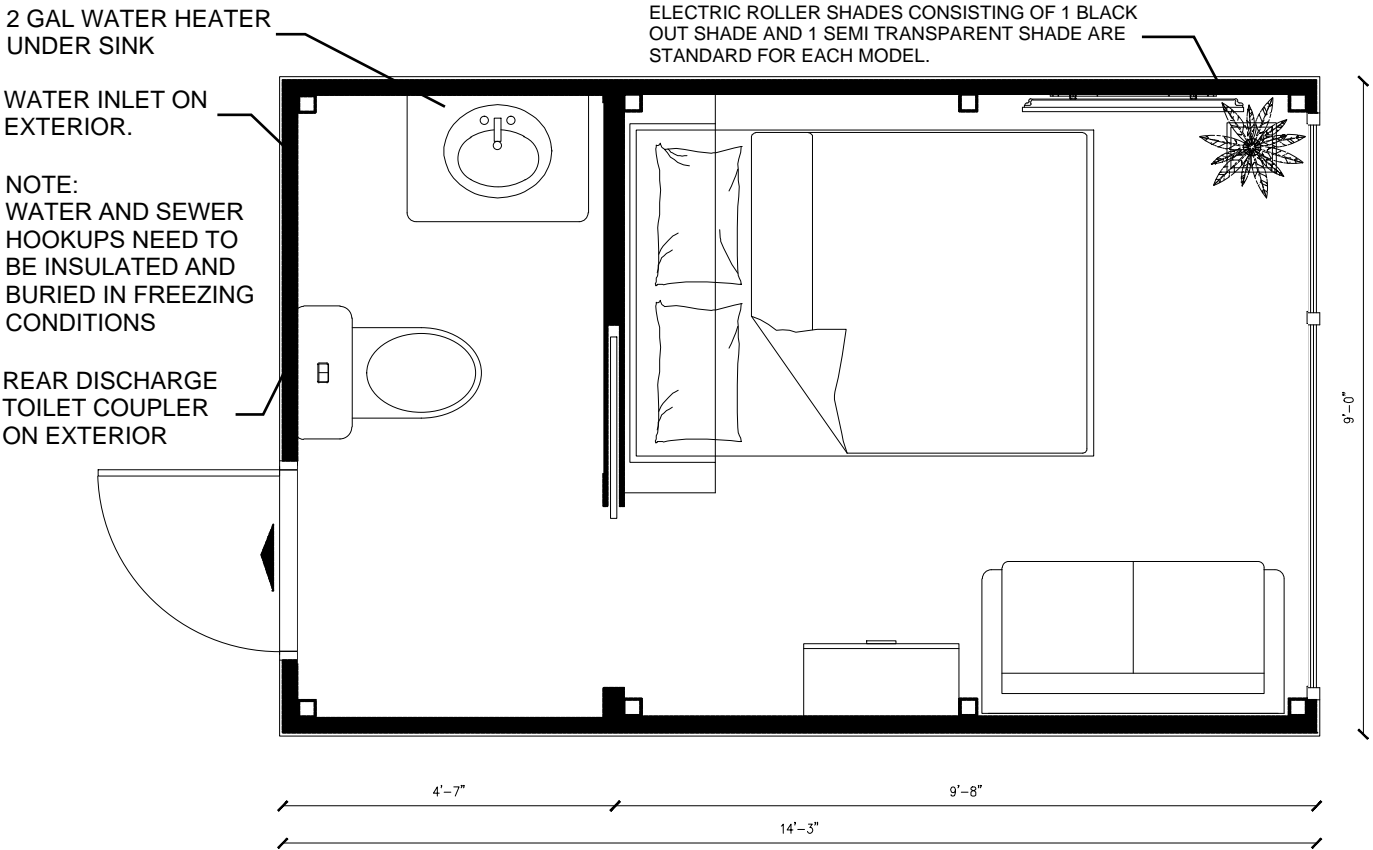 2 GAL WATER HEATER
UNDER SINK
ELECTRIC ROLLER SHADES CONSISTING OF 1 BLACK
OUT SHADE AND 1 SEMI TRANSPARENT SHADE ARE
STANDARD FOR EACH MODEL.
WATER INLET ON
EXTERIOR.
NOTE:
WATER AND SEWER
HOOKUPS NEED TO
BE INSULATED AND
BURIED IN FREEZING
CONDITIONS
REAR DISCHARGE
TOILET COUPLER
ON EXTERIOR
9'-0"
4'-7"
9'-8"
14'-3"